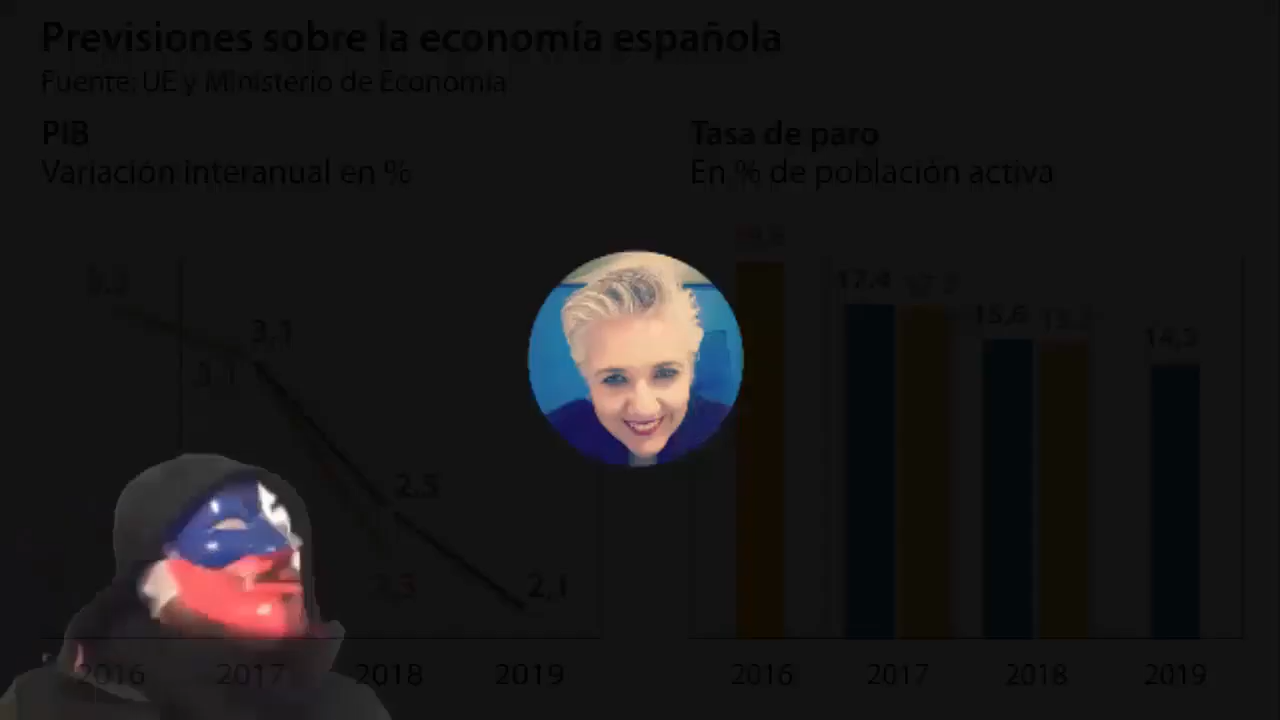 Previsiones sobre la economía española
Fuente: UE y Ministerio de Economía
PIB
Variación interanual en %
3,1
3,1
2,5
2,1
2016 2017 2018 2019
Tasa de paro
En % de población activa
17,4
15,6
14,3
2016 2017 2018 2019